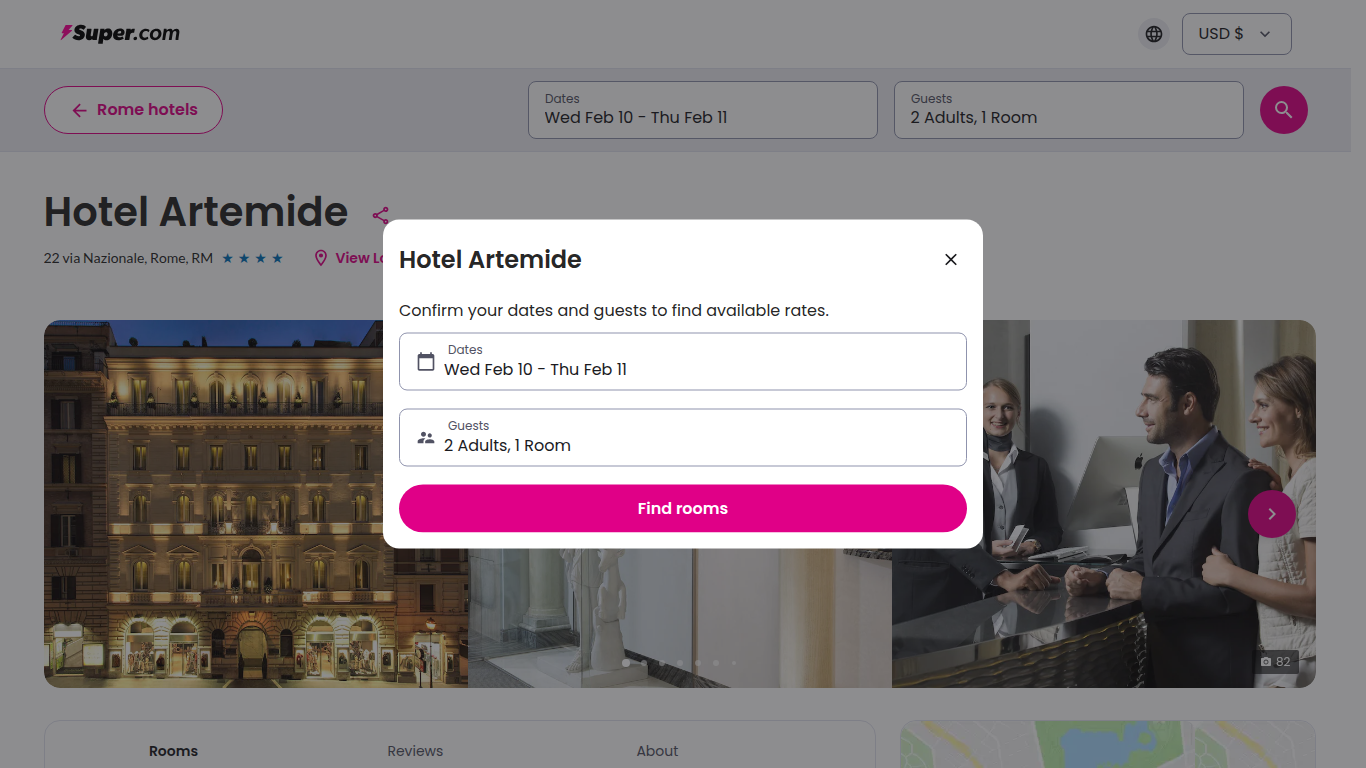 Super.com
USD $
Rome hotels
Dates
Wed Feb 10 - Thu Feb 11
Guests
2 Adults, 1 Room
Hotel Artemide
22 via Nazionale, Rome, RM
View Lo
Hotel Artemide
Confirm your dates and guests to find available rates.
Dates
Wed Feb 10 - Thu Feb 11
Guests
2 Adults, 1 Room
Find rooms
82
Rooms
Reviews
About